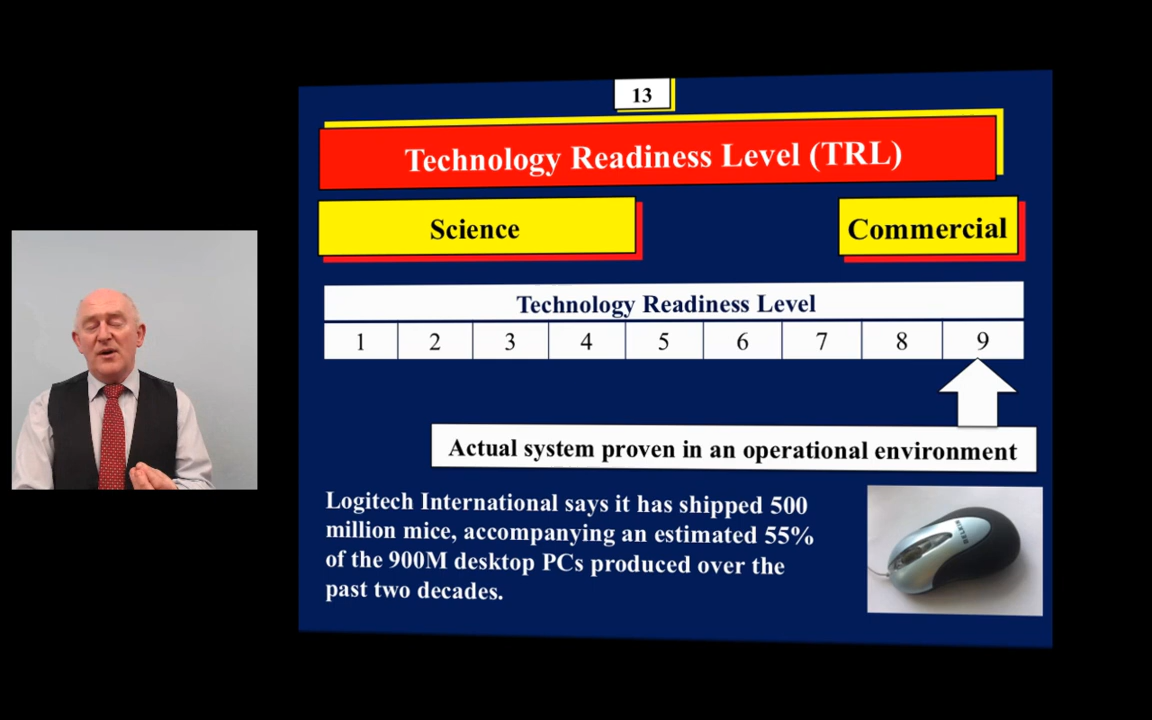 13
Technology Readiness Level (TRL)
Science
Commercial
Technology Readiness Level
1 2 3 4 5 6 7 8 9
Actual system proven in an operational environment
Logitech International says it has shipped 500
million mice, accompanying an estimated 55%
of the 900M desktop PCs produced over the
past two decades.
BELKIN